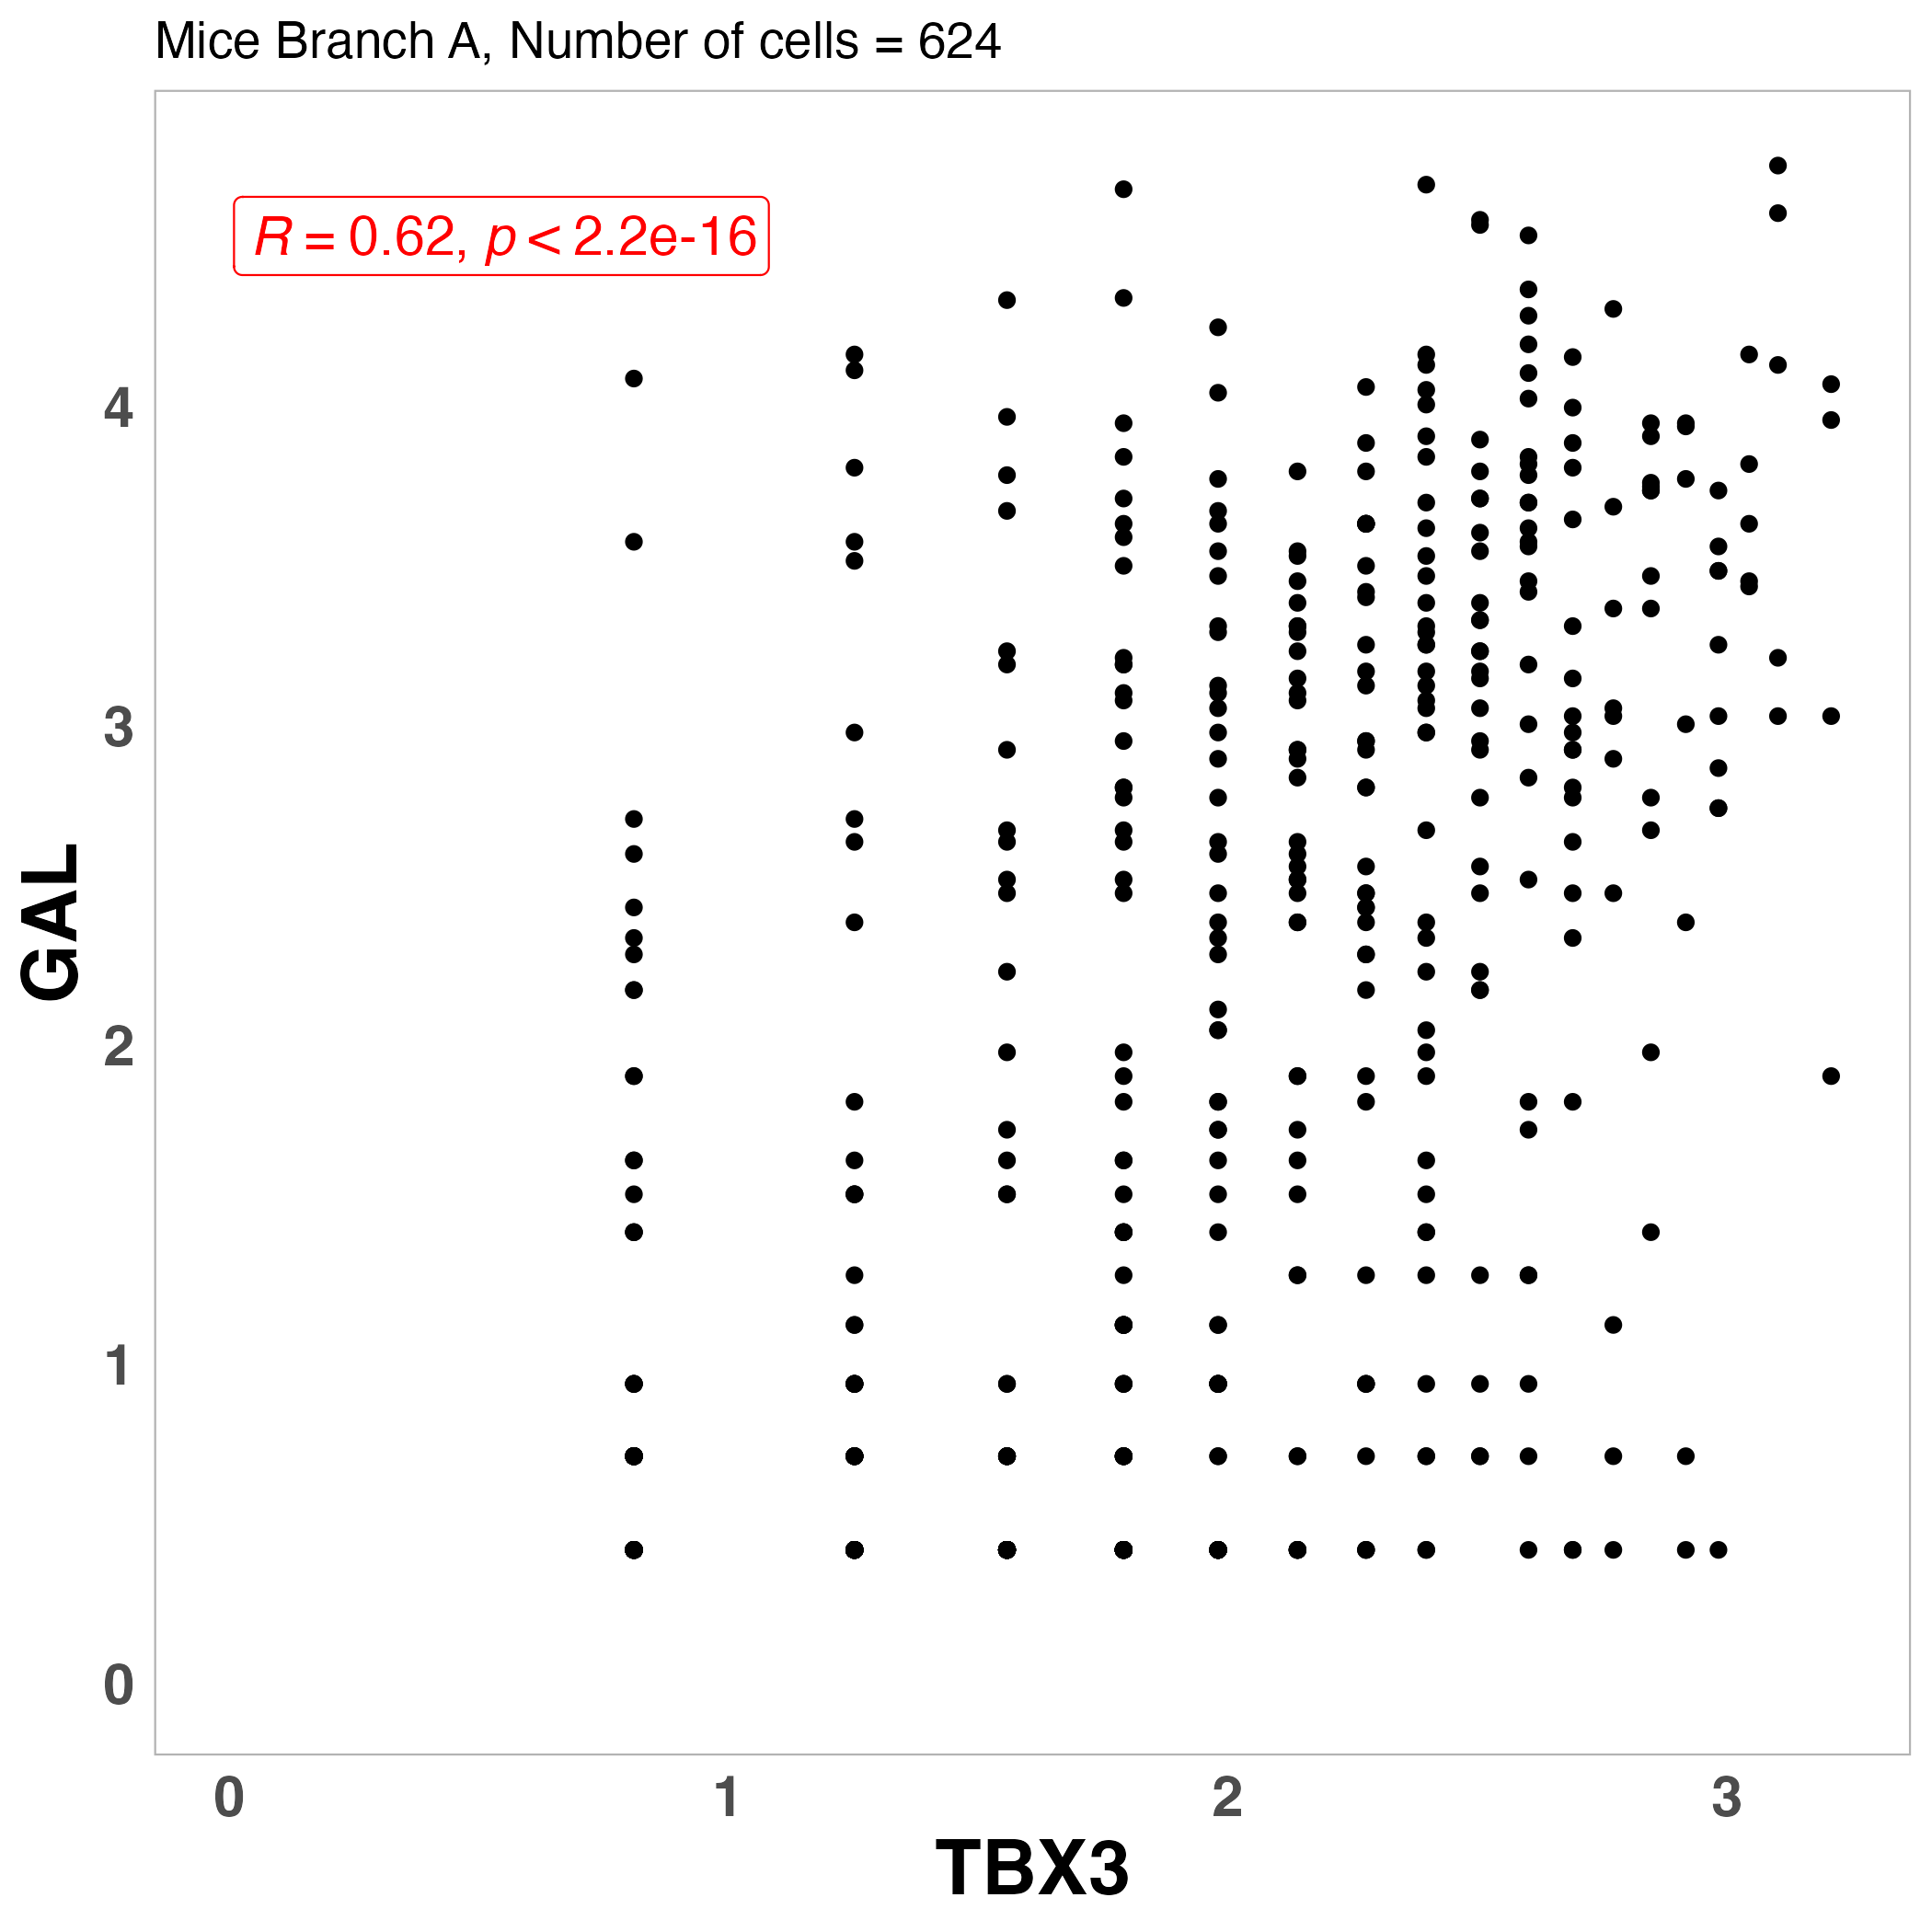 Mice Branch A, Number of cells = 624
R = 0.62, p < 2.2e-16
4
3
2
1
0
GAL
0 1 2 3
TBX3